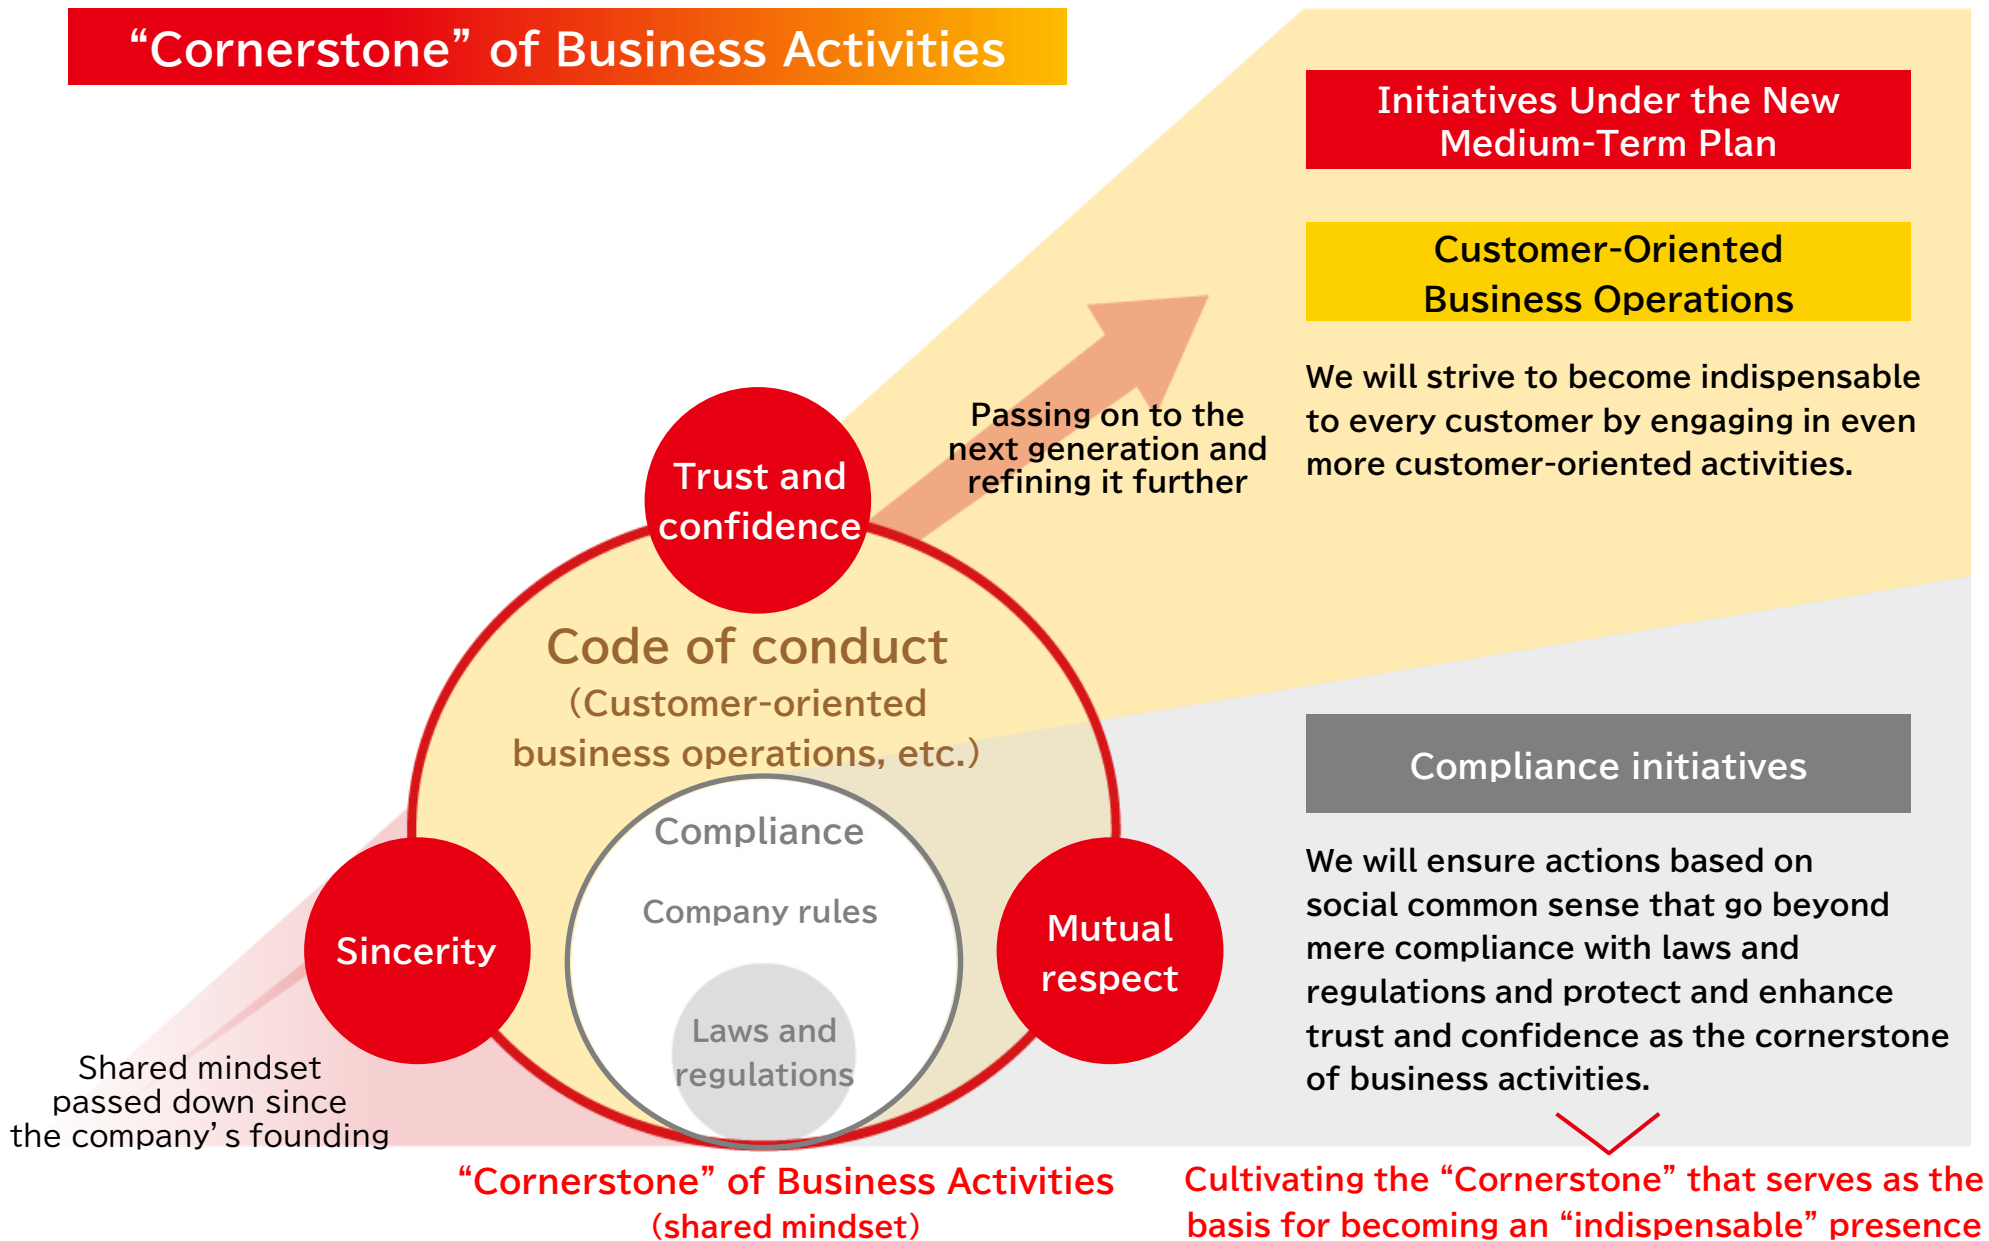 “Cornerstone” of Business Activities
Initiatives Under the New
Medium-Term Plan
Customer-Oriented
Business Operations
We will strive to become indispensable
to every customer by engaging in even
more customer-oriented activities.
Passing on to the
next generation and
refining it further
Trust and
confidence
Code of conduct
(Customer-oriented
business operations, etc.)
Compliance
Company rules
Laws and
regulations
Sincerity
Mutual
respect
Compliance initiatives
We will ensure actions based on
social common sense that go beyond
mere compliance with laws and
regulations and protect and enhance
trust and confidence as the cornerstone
of business activities.
Shared mindset
passed down since
the company’s founding
“Cornerstone” of Business Activities
(shared mindset)
Cultivating the “Cornerstone” that serves as the
basis for becoming an “indispensable” presence